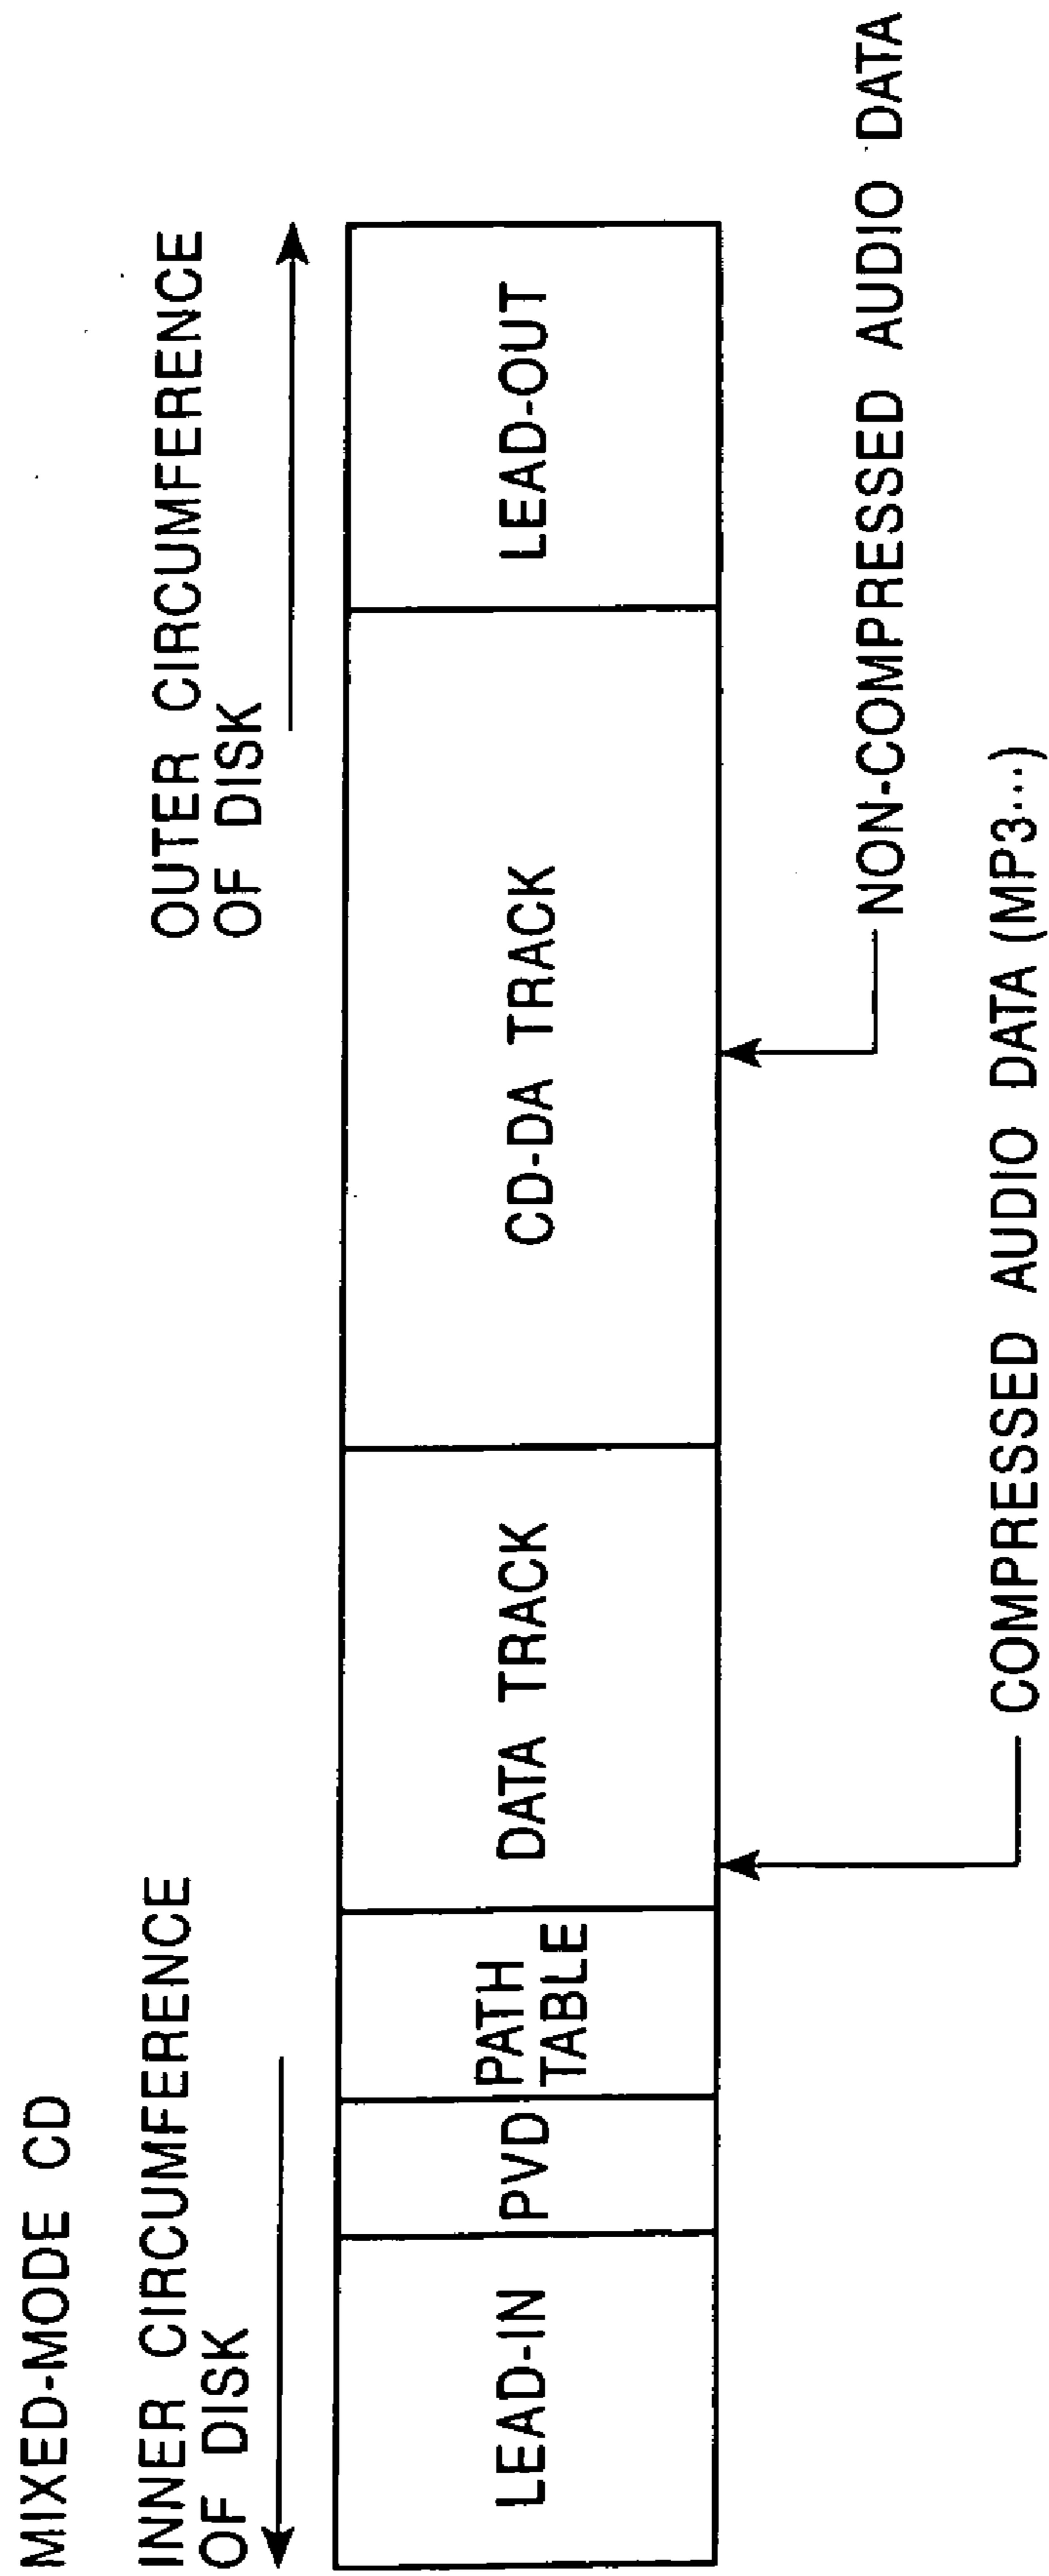 MIXED-MODE CD
INNER CIRCUMFERENCE
OF DISK
OUTER CIRCUMFERENCE
OF DISK
LEAD-IN
PVD
PATH
TABLE
DATA TRACK
CD-DA TRACK
LEAD-OUT
NON-COMPRESSED AUDIO DATA
COMPRESSED AUDIO DATA (MP3···)